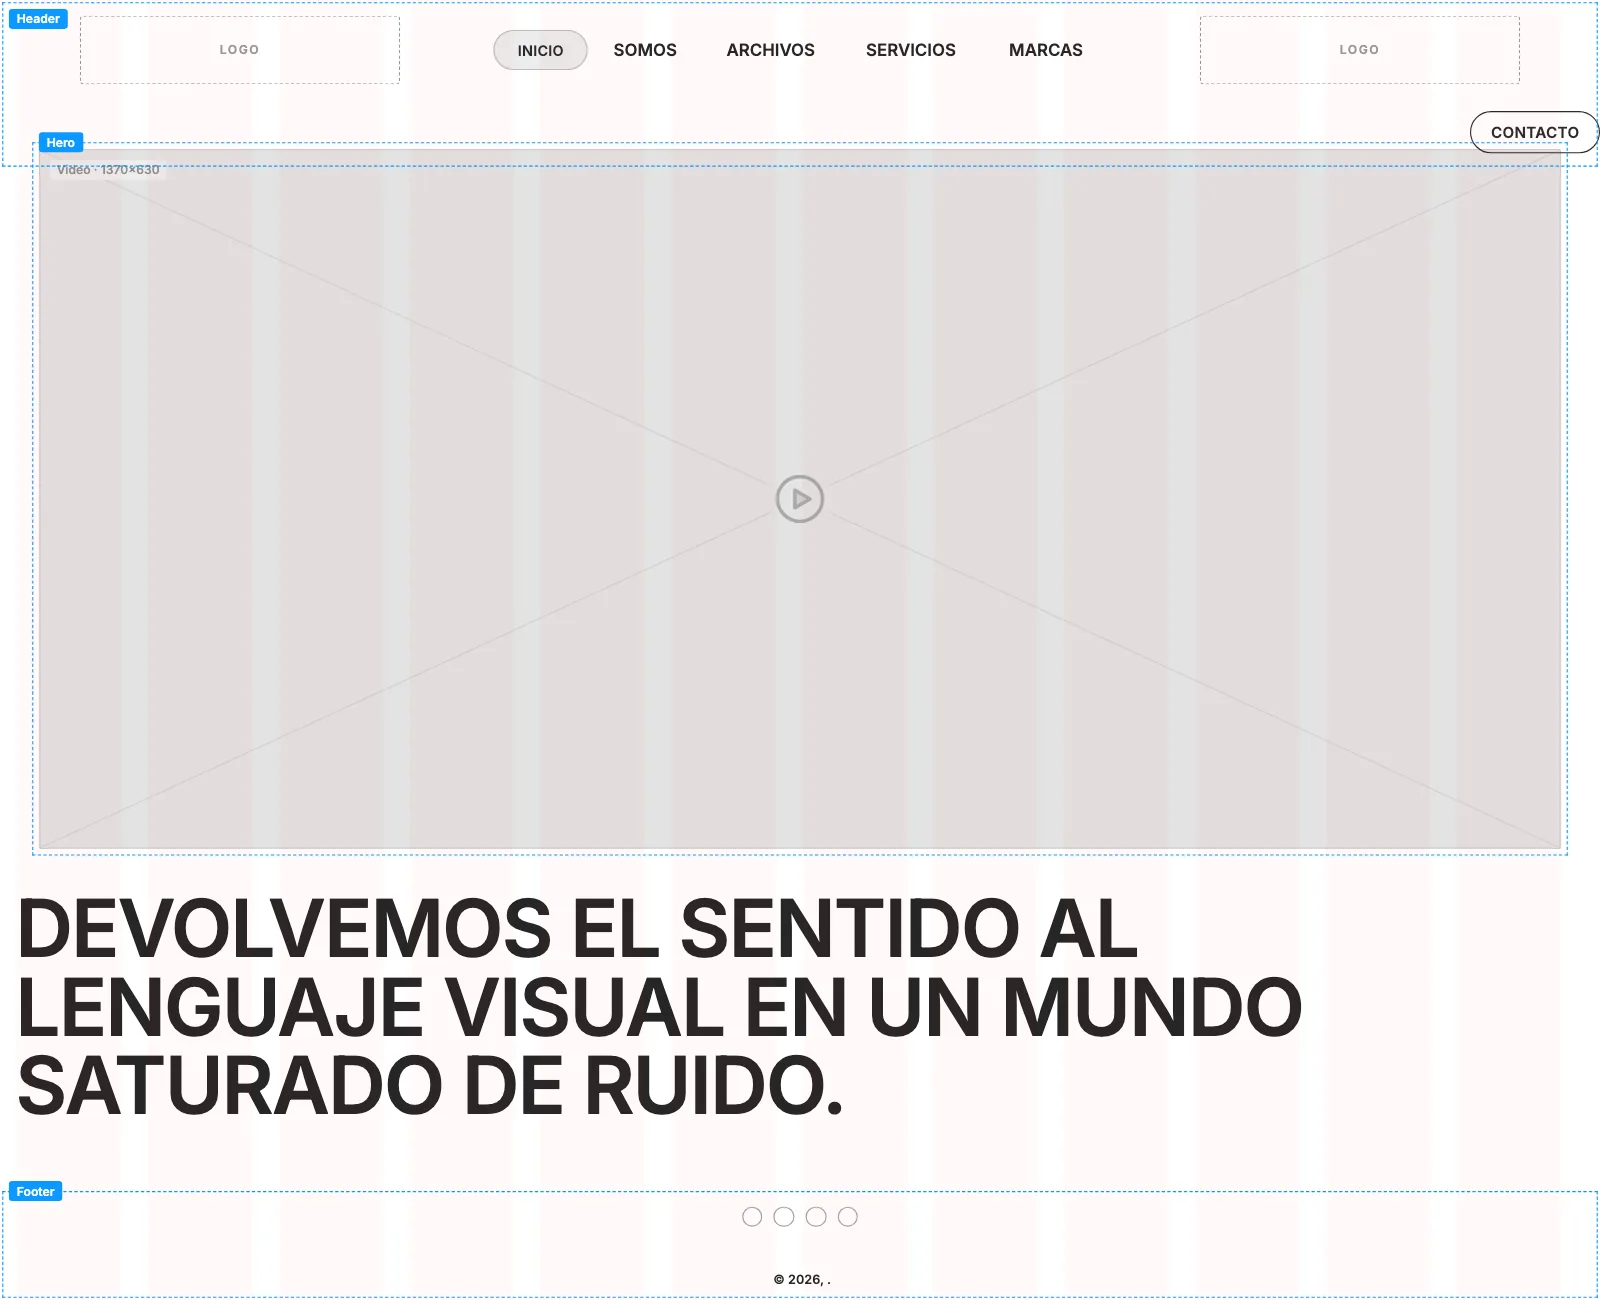 Header
LOGO
INICIO
SOMOS
ARCHIVOS
SERVICIOS
MARCAS
LOGO
CONTACTO
Hero
Video · 1370×630
DEVOLVEMOS EL SENTIDO AL
LENGUAJE VISUAL EN UN MUNDO
SATURADO DE RUIDO.
Footer
© 2026, .